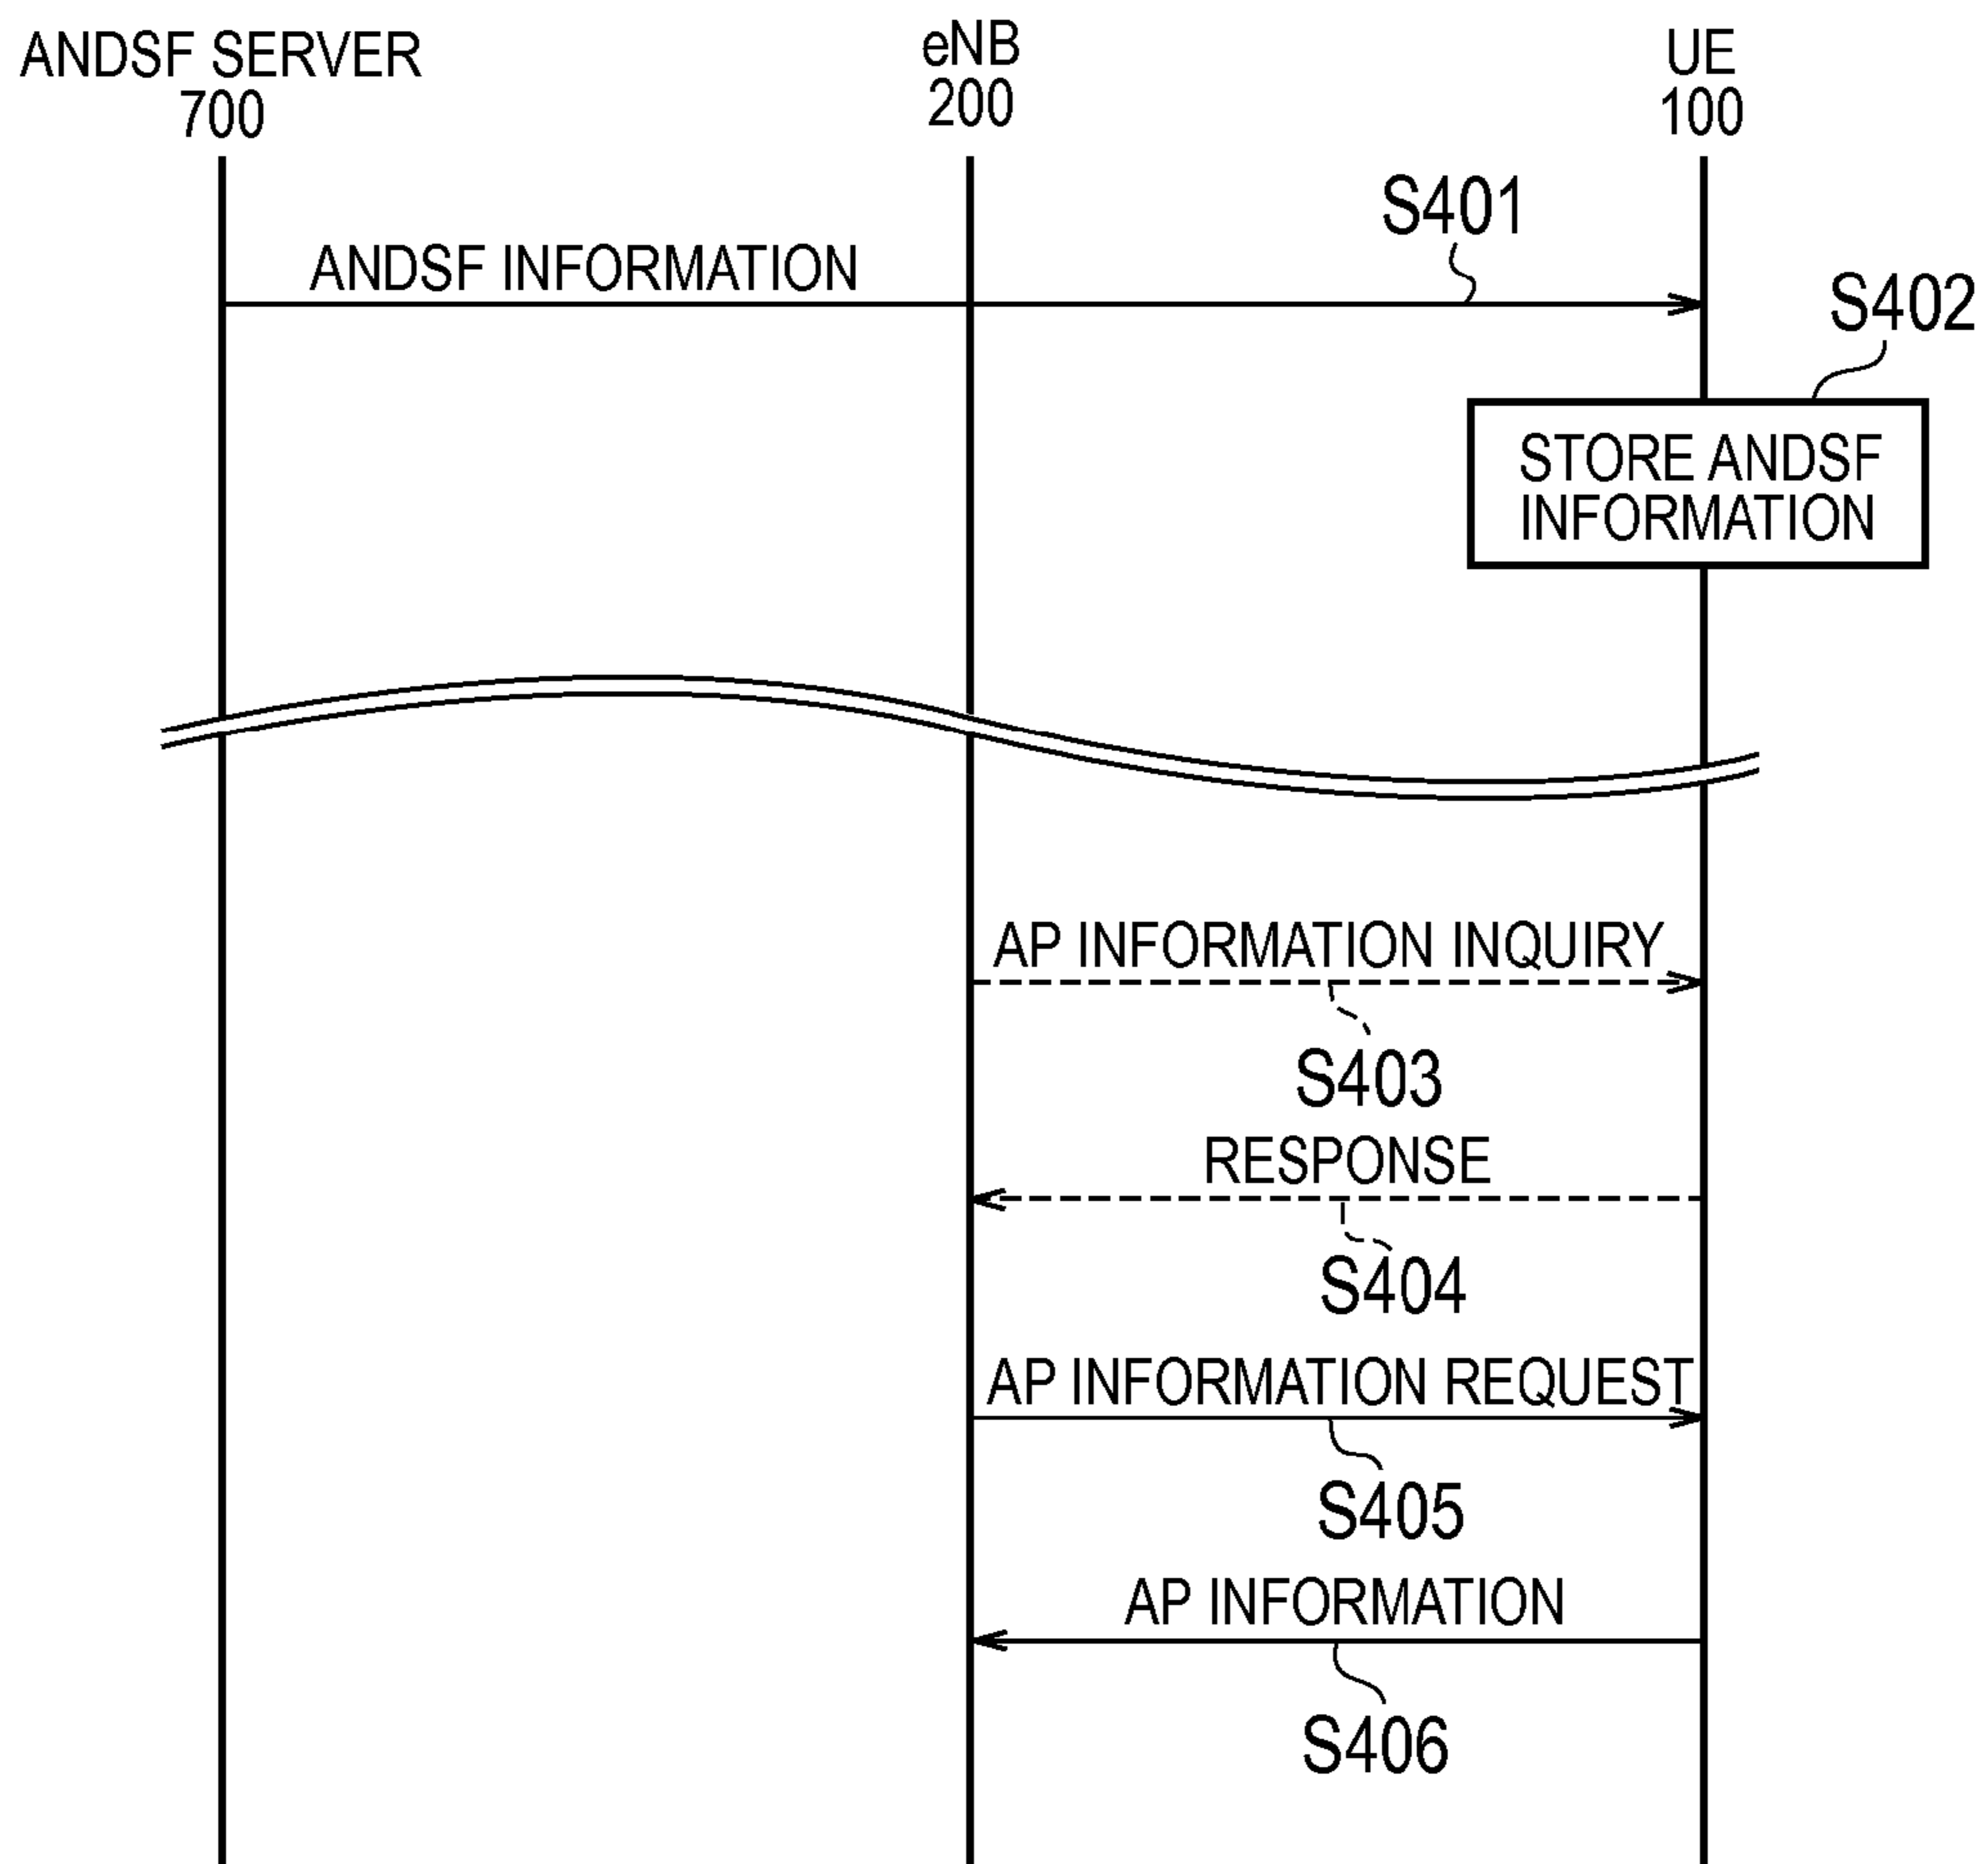 ANDSF SERVER
700
eNB
200
UE
100
S401
ANDSF INFORMATION
S402
STORE ANDSF
INFORMATION
AP INFORMATION INQUIRY
S403
RESPONSE
S404
AP INFORMATION REQUEST
S405
AP INFORMATION
S406